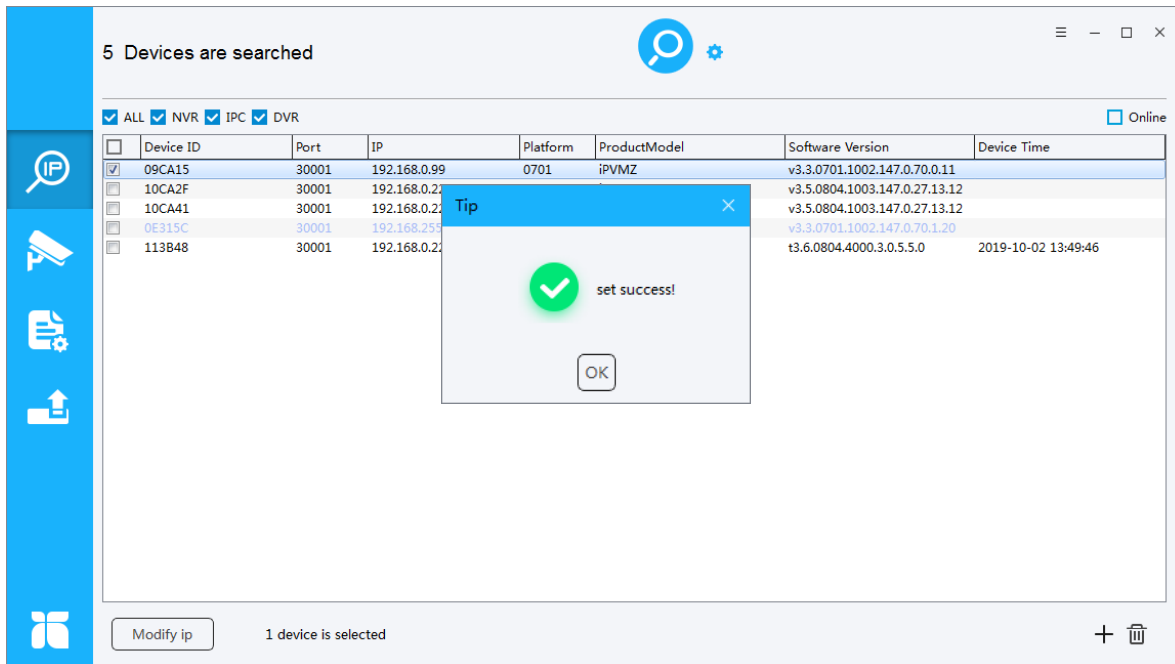 5 Devices are searched
ALL NVR IPC DVR Online
Device ID Port IP Platform ProductModel Software Version Device Time
09CA15 30001 192.168.0.99 0701 iPVMZ v3.3.0701.1002.147.0.70.0.11
10CA2F 30001 v3.5.0804.1003.147.0.27.13.12
10CA41 30001 v3.5.0804.1003.147.0.27.13.12
0E315C 30001 v3.3.0701.1002.147.0.70.1.20
113B48 30001 t3.6.0804.4000.3.0.5.5.0 2019-10-02 13:49:46
Tip
set success!
OK
Modify ip 1 device is selected
IP